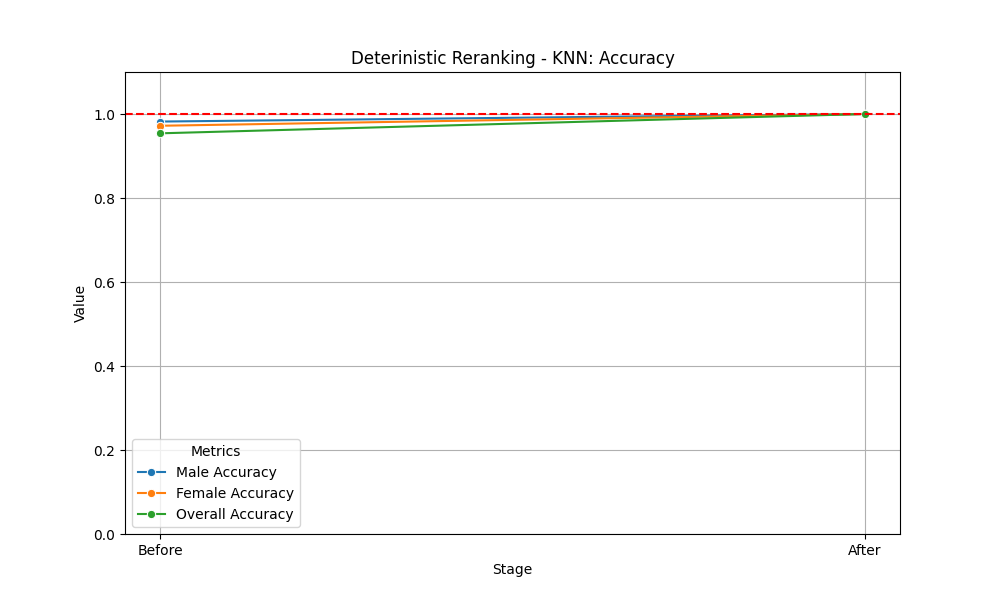 Deterinistic Reranking - KNN: Accuracy
1.0
0.8
0.6
0.4
0.2
0.0
Value
Metrics
Male Accuracy
Female Accuracy
Overall Accuracy
Before
After
Stage